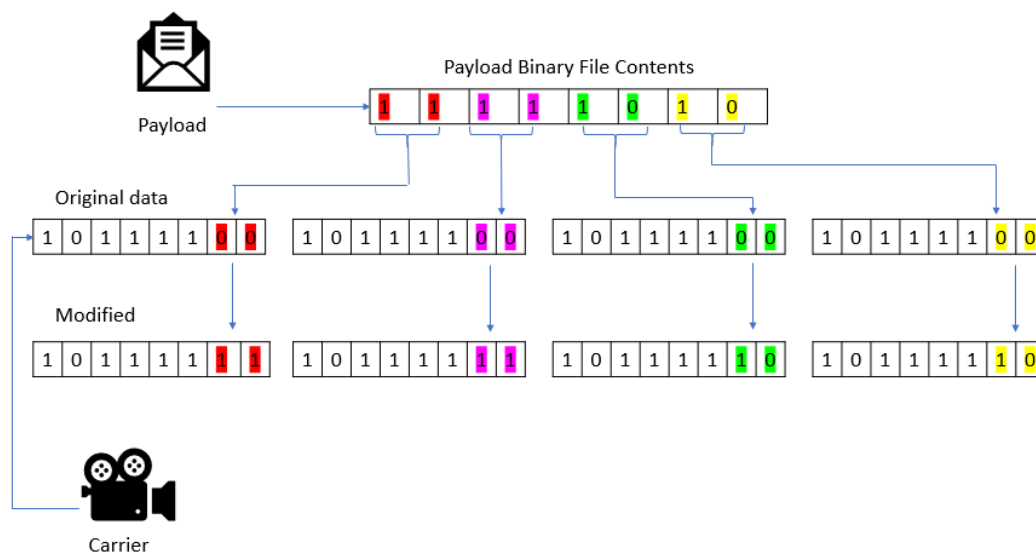 Payload Binary File Contents
1 1 1 1 1 0 1 0
Payload
Original data
1 0 1 1 1 1 0 0 1 0 1 1 1 1 0 0 1 0 1 1 1 1 0 0 1 0 1 1 1 1 0 0
Modified
1 0 1 1 1 1 1 1 1 0 1 1 1 1 1 1 1 0 1 1 1 1 1 0 1 0 1 1 1 1 1 0
Carrier